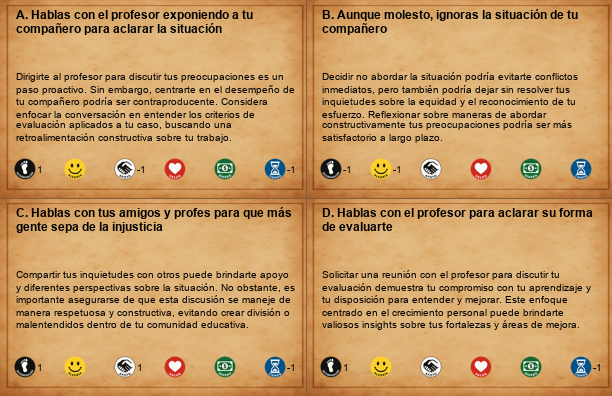 A. Hablas con el profesor exponiendo a tu
compañero para aclarar la situación
Dirigirte al profesor para discutir tus preocupaciones es un
paso proactivo. Sin embargo, centrarte en el desempeño de
tu compañero podría ser contraproducente. Considera
enfocar la conversación en entender los criterios de
evaluación aplicados a tu caso, buscando una
retroalimentación constructiva sobre tu trabajo.
1 -1 -1
B. Aunque molesto, ignoras la situación de tu
compañero
Decidir no abordar la situación podría evitarte conflictos
inmediatos, pero también podría dejar sin resolver tus
inquietudes sobre la equidad y el reconocimiento de tu
esfuerzo. Reflexionar sobre maneras de abordar
constructivamente tus preocupaciones podría ser más
satisfactorio a largo plazo.
-1 -1
C. Hablas con tus amigos y profes para que más
gente sepa de la injusticia
Compartir tus inquietudes con otros puede brindarte apoyo
y diferentes perspectivas sobre la situación. No obstante, es
importante asegurarse de que esta discusión se maneje de
manera respetuosa y constructiva, evitando crear división o
malentendidos dentro de tu comunidad educativa.
1 1 -1
D. Hablas con el profesor para aclarar su forma
de evaluarte
Solicitar una reunión con el profesor para discutir tu
evaluación demuestra tu compromiso con tu aprendizaje y
tu disposición para entender y mejorar. Este enfoque
centrado en el crecimiento personal puede brindarte
valiosos insights sobre tus fortalezas y áreas de mejora.
1 -1